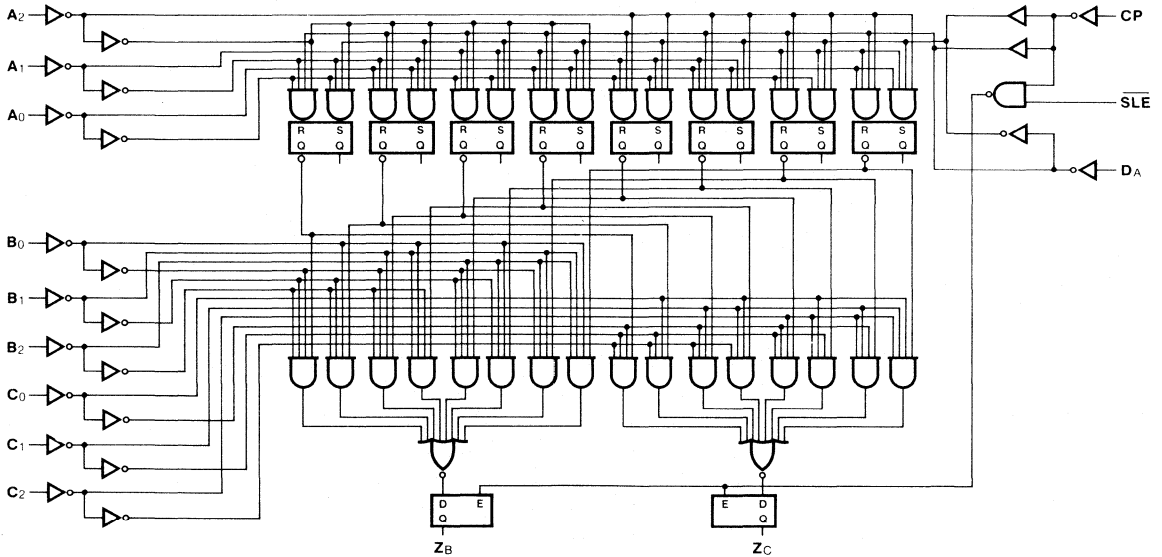 A2
CP
A1
SLE
A0
R S R S R S R S R S R S R S R S
Q Q Q Q Q Q Q Q Q Q Q Q Q Q Q Q
DA
B0
B1
B2
C0
C1
C2
D E E D
Q Q
ZB ZC